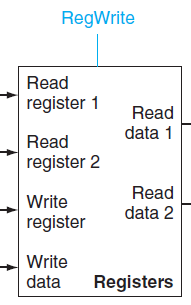 RegWrite
Read
register 1
Read
data 1
Read
register 2
Write
register
Read
data 2
Write
data
Registers